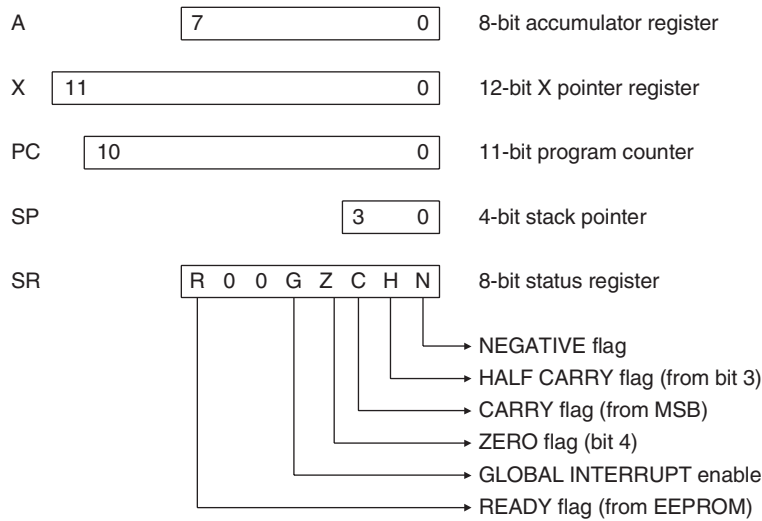 A 7 0 8-bit accumulator register
X 11 0 12-bit X pointer register
PC 10 0 11-bit program counter
SP 3 0 4-bit stack pointer
SR R 0 0 G Z C H N 8-bit status register
NEGATIVE flag
HALF CARRY flag (from bit 3)
CARRY flag (from MSB)
ZERO flag (bit 4)
GLOBAL INTERRUPT enable
READY flag (from EEPROM)